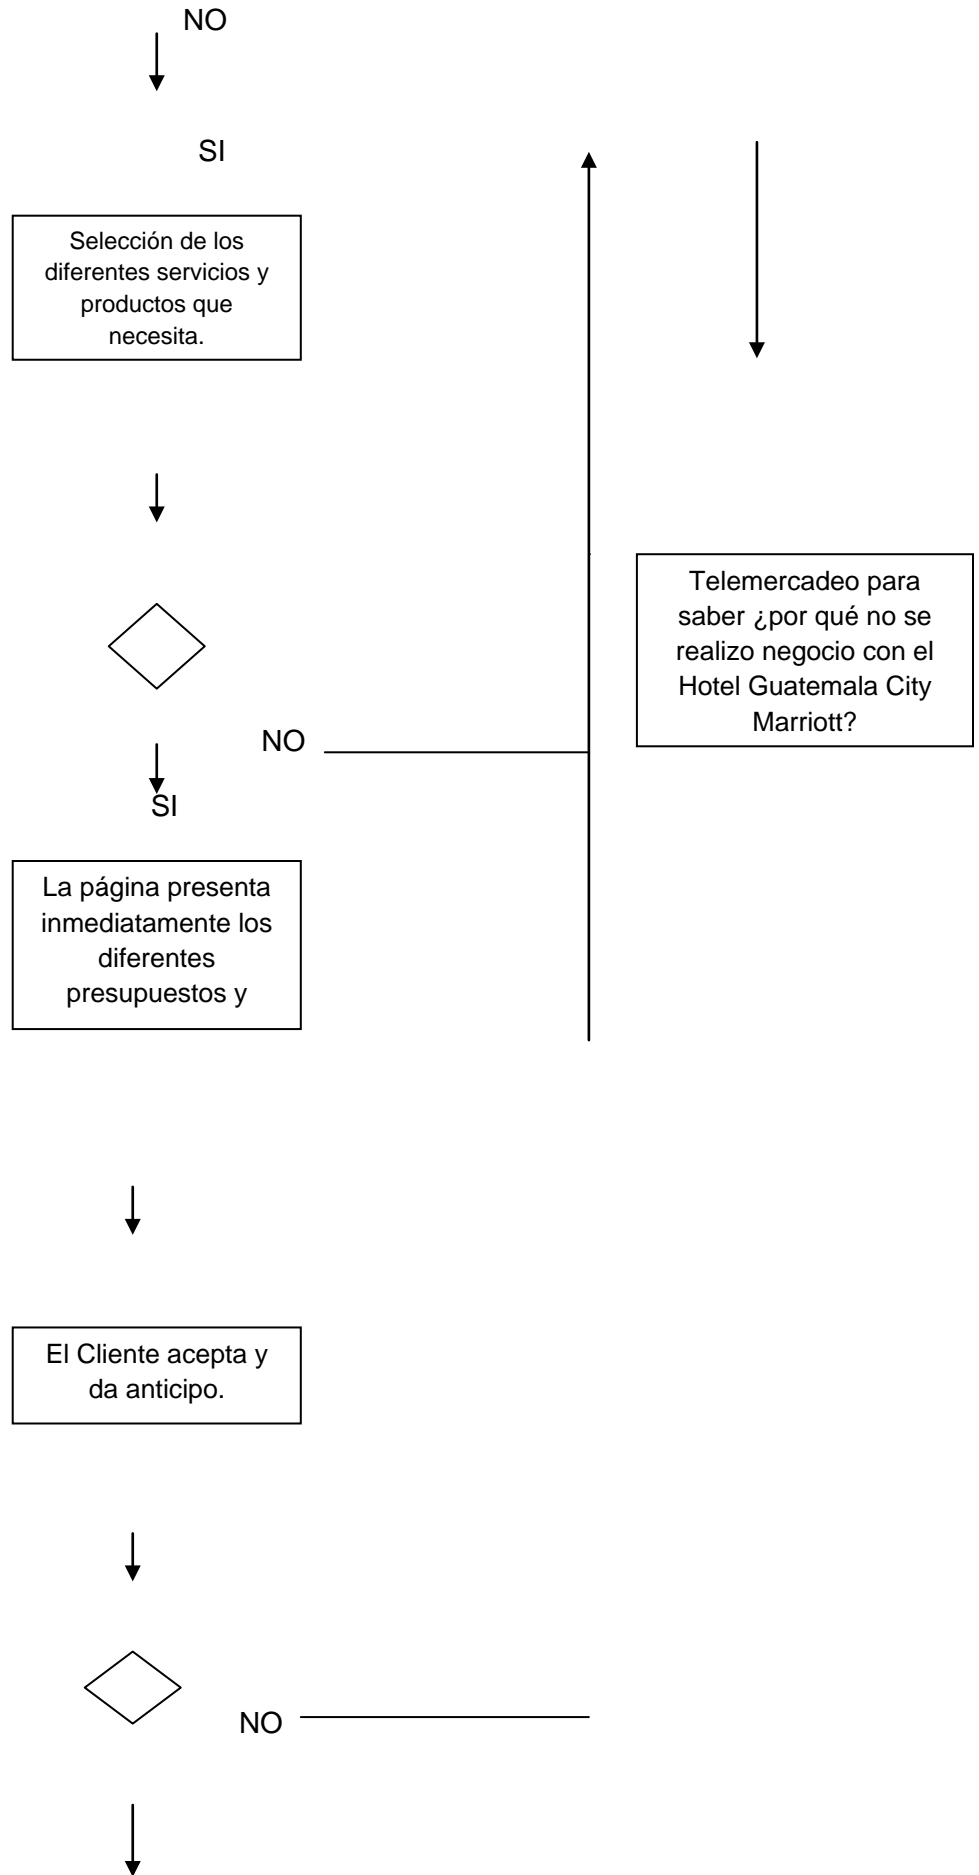 NO
SI
Selección de los
diferentes servicios y
productos que
necesita.
Telemercadeo para
saber ¿por qué no se
realizo negocio con el
Hotel Guatemala City
Marriott?
NO
SI
La página presenta
inmediatamente los
diferentes
presupuestos y
El Cliente acepta y
da anticipo.
NO